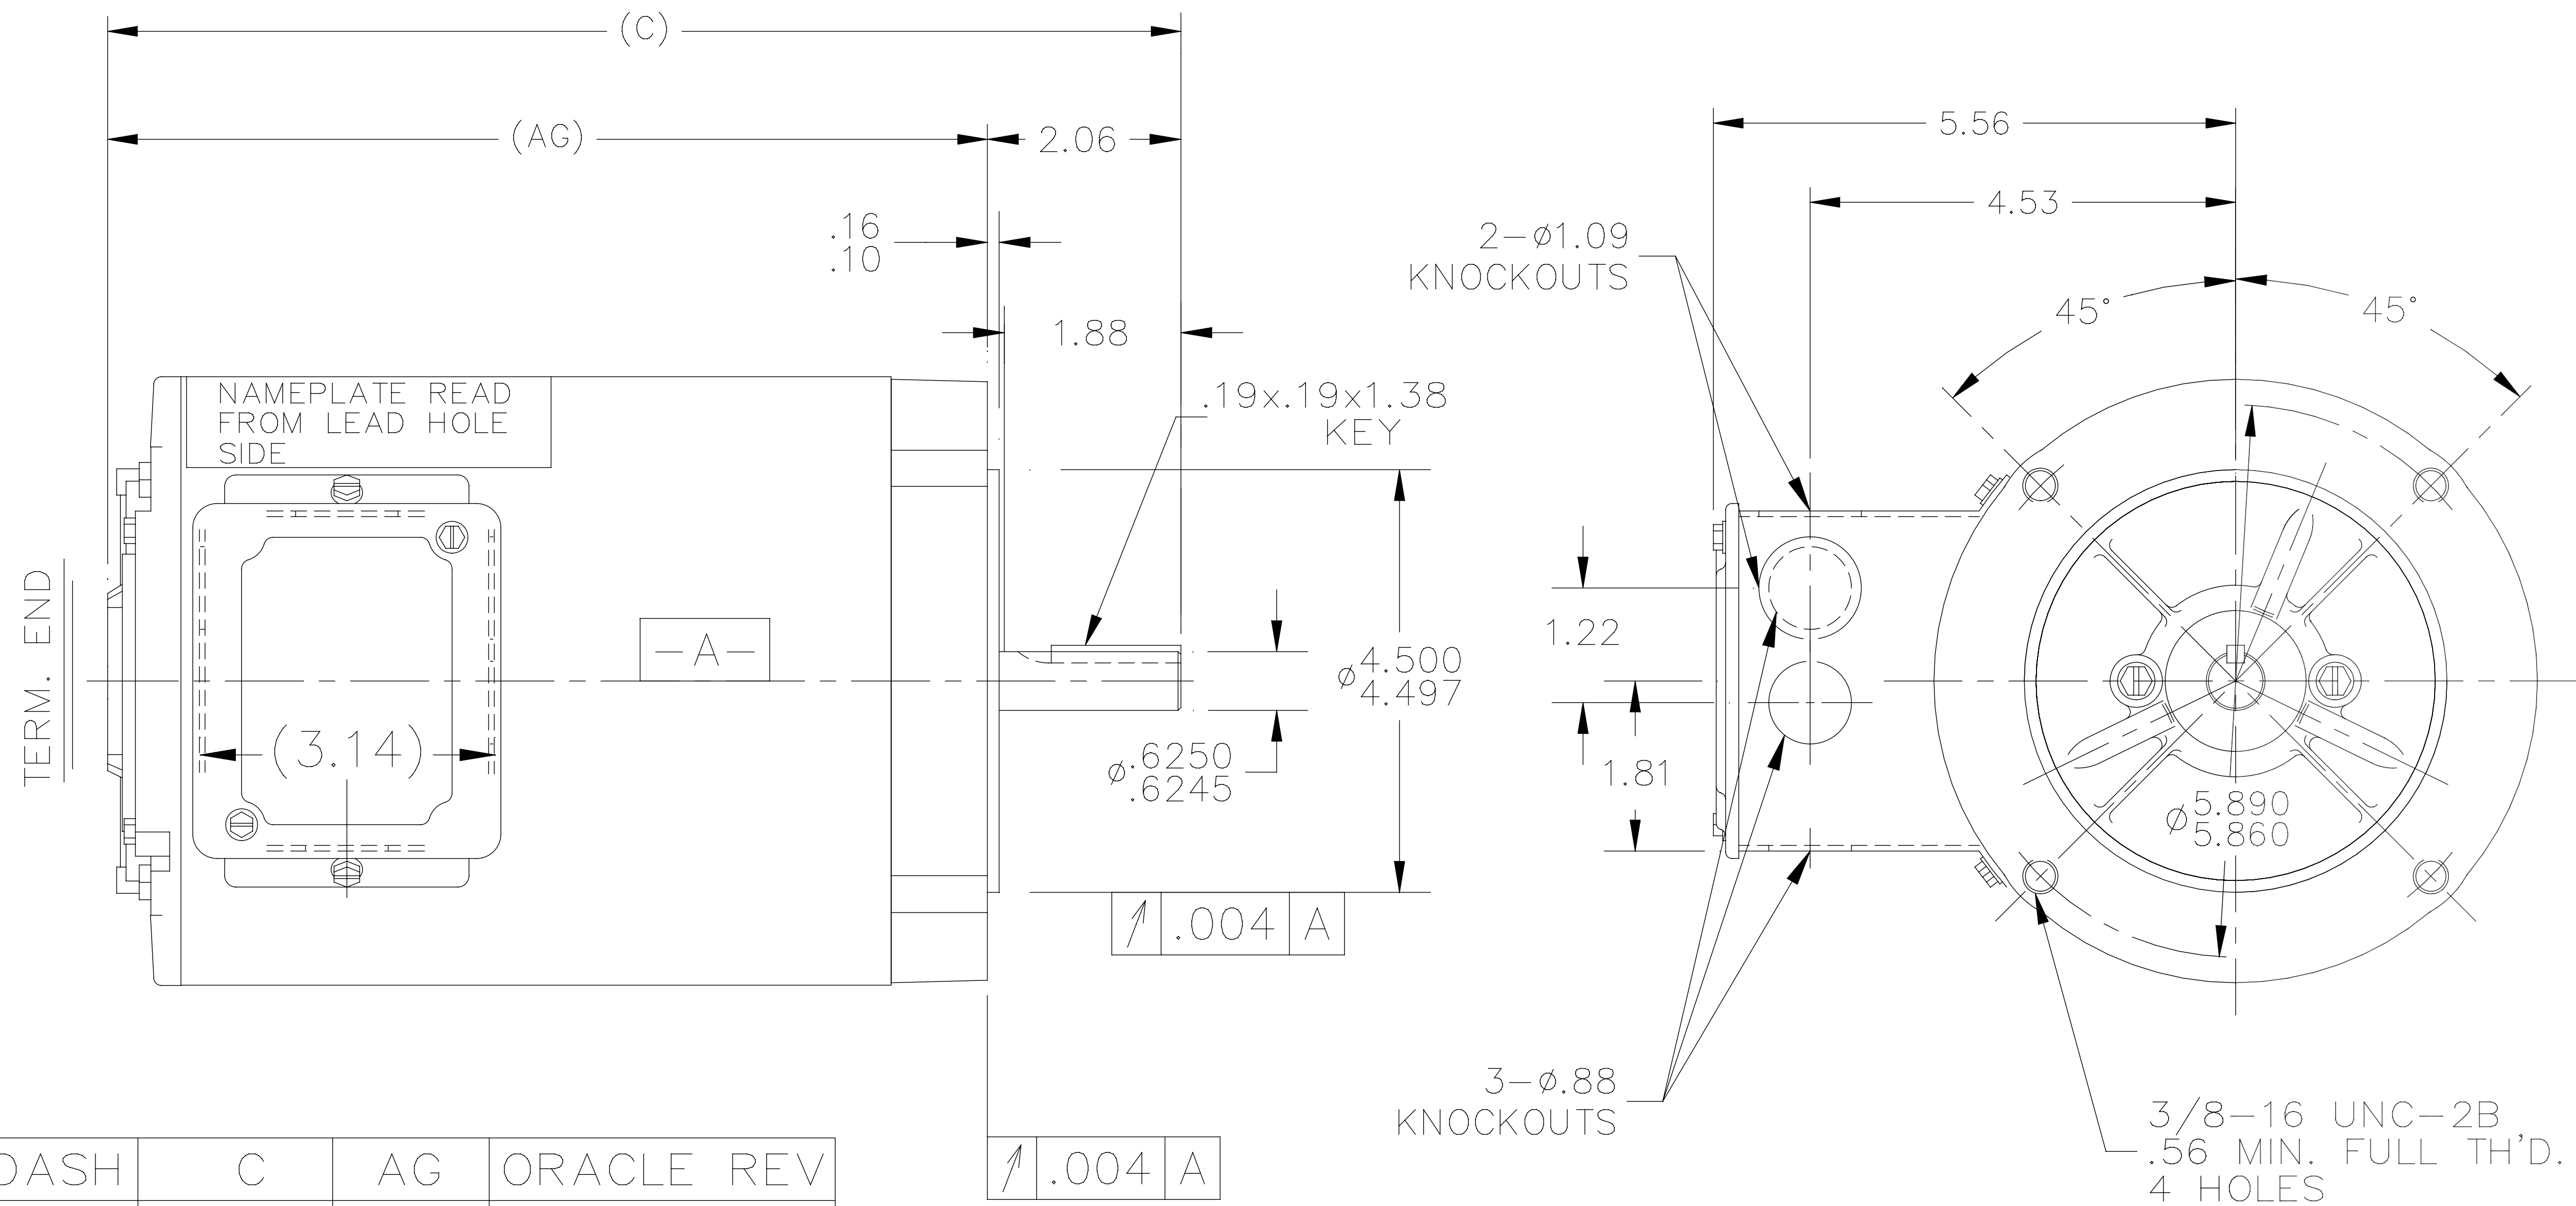 (C)
(AG)
2.06
.16
.10
1.88
.19x.19x1.38
KEY
NAMEPLATE READ
FROM LEAD HOLE
SIDE
TERM. END
-A-
(3.14)
ø4.500
4.497
ø.6250
.6245
.004 A
.004 A
5.56
4.53
2-ø1.09
KNOCKOUTS
45°
45°
1.22
1.81
ø5.890
5.860
3-ø.88
KNOCKOUTS
3/8-16 UNC-2B
.56 MIN. FULL TH'D.
4 HOLES
DASH C AG ORACLE REV